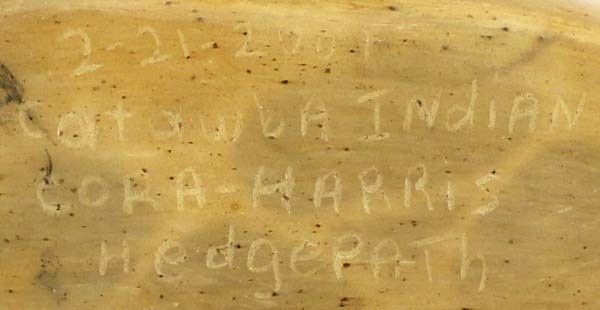 2-21-2001
Catawba INdiAN
CORA-HARRiS
HedgePATh